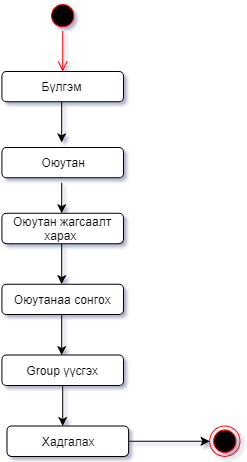 Бүлгэм
Оюутан
Оюутан жагсаалт
харах
Оюутанаа сонгох
Group үүсгэх
Хадгалах